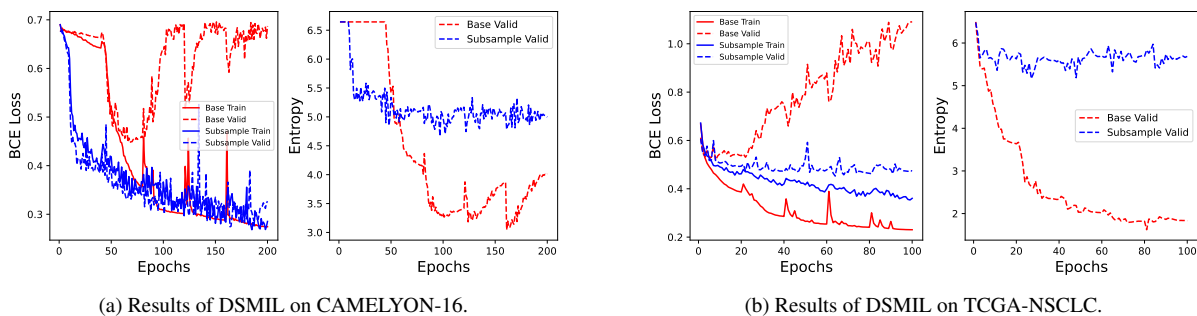 BCE Loss
0.7
0.6
0.5
0.4
0.3
0 50 100 150 200
Epochs
Base Train
Base Valid
Subsample Train
Subsample Valid
Entropy
6.5
6.0
5.5
5.0
4.5
4.0
3.5
3.0
0 50 100 150 200
Epochs
Base Valid
Subsample Valid
(a) Results of DSMIL on CAMELYON-16.
BCE Loss
1.0
0.8
0.6
0.4
0.2
0 20 40 60 80 100
Epochs
Base Train
Base Valid
Subsample Train
Subsample Valid
Entropy
6
5
4
3
2
0 20 40 60 80 100
Epochs
Base Valid
Subsample Valid
(b) Results of DSMIL on TCGA-NSCLC.